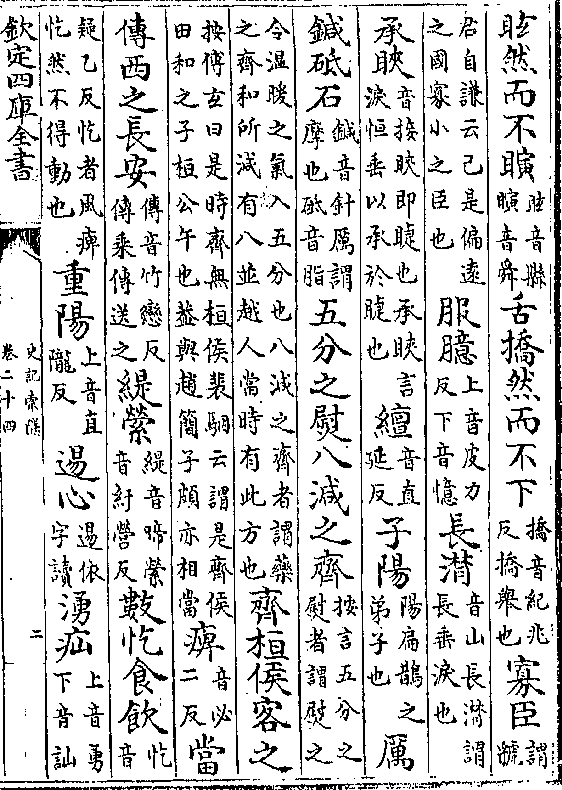 眩然而不瞚眩音縣瞚音舜舌撟然而不下撟音紀兆反撟舉也寡臣謂虢
君自謙云己是偏遠之國寡小之臣也服臆上音皮力反下音憶長潸音山長潸謂長垂淚也
承䀹音接䀹即睫也承䀹言淚恒垂以承於睫也纏音直延反子陽陽扁鵲之弟子也厲
鍼砥石鍼音針厲謂摩也砥音脂五分之熨八減之齊按言五分之熨者謂熨之
令温暖之氣入五分也八減之齊者謂藥之齊和所減有八並越人當時有此方也齊桓侯客之
按傅玄曰是時齊無桓侯裴駰云謂是齊侯田和之子桓公午也蓋與趙簡子頗亦相當痺音必二反當
傳西之長安傳音竹戀反傳乘傳送之緹縈緹音啼縈音紆營反數忔食飲忔音
疑乙反忔者風痺忔然不得動也重陽上音直隴反逿心逿依字讀湧疝上音勇下音訕
欽定四庫全書
史記索隱
卷二十四
二